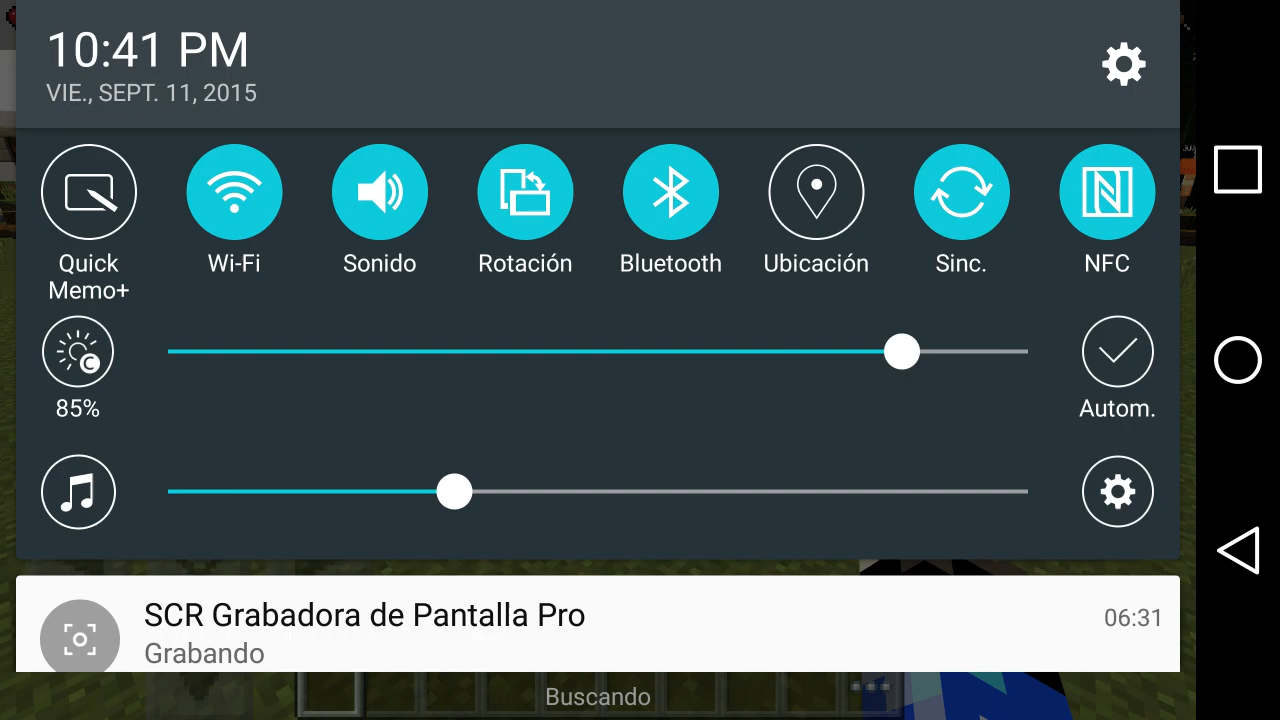 10:41 PM
VIE., SEPT. 11, 2015
Quick
Memo+
Wi-Fi
Sonido
Rotación
Bluetooth
Ubicación
Sinc.
NFC
85%
Autom.
SCR Grabadora de Pantalla Pro
06:31
Grabando
Buscando